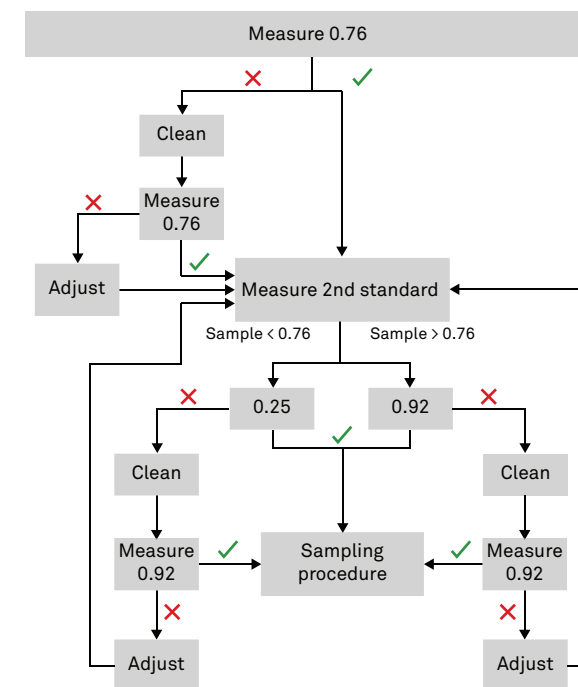 Measure 0.76
Clean
Measure
0.76
Adjust
Measure 2nd standard
Sample < 0.76
Sample > 0.76
0.25
0.92
Clean
Clean
Measure
0.92
Sampling
procedure
Measure
0.92
Adjust
Adjust